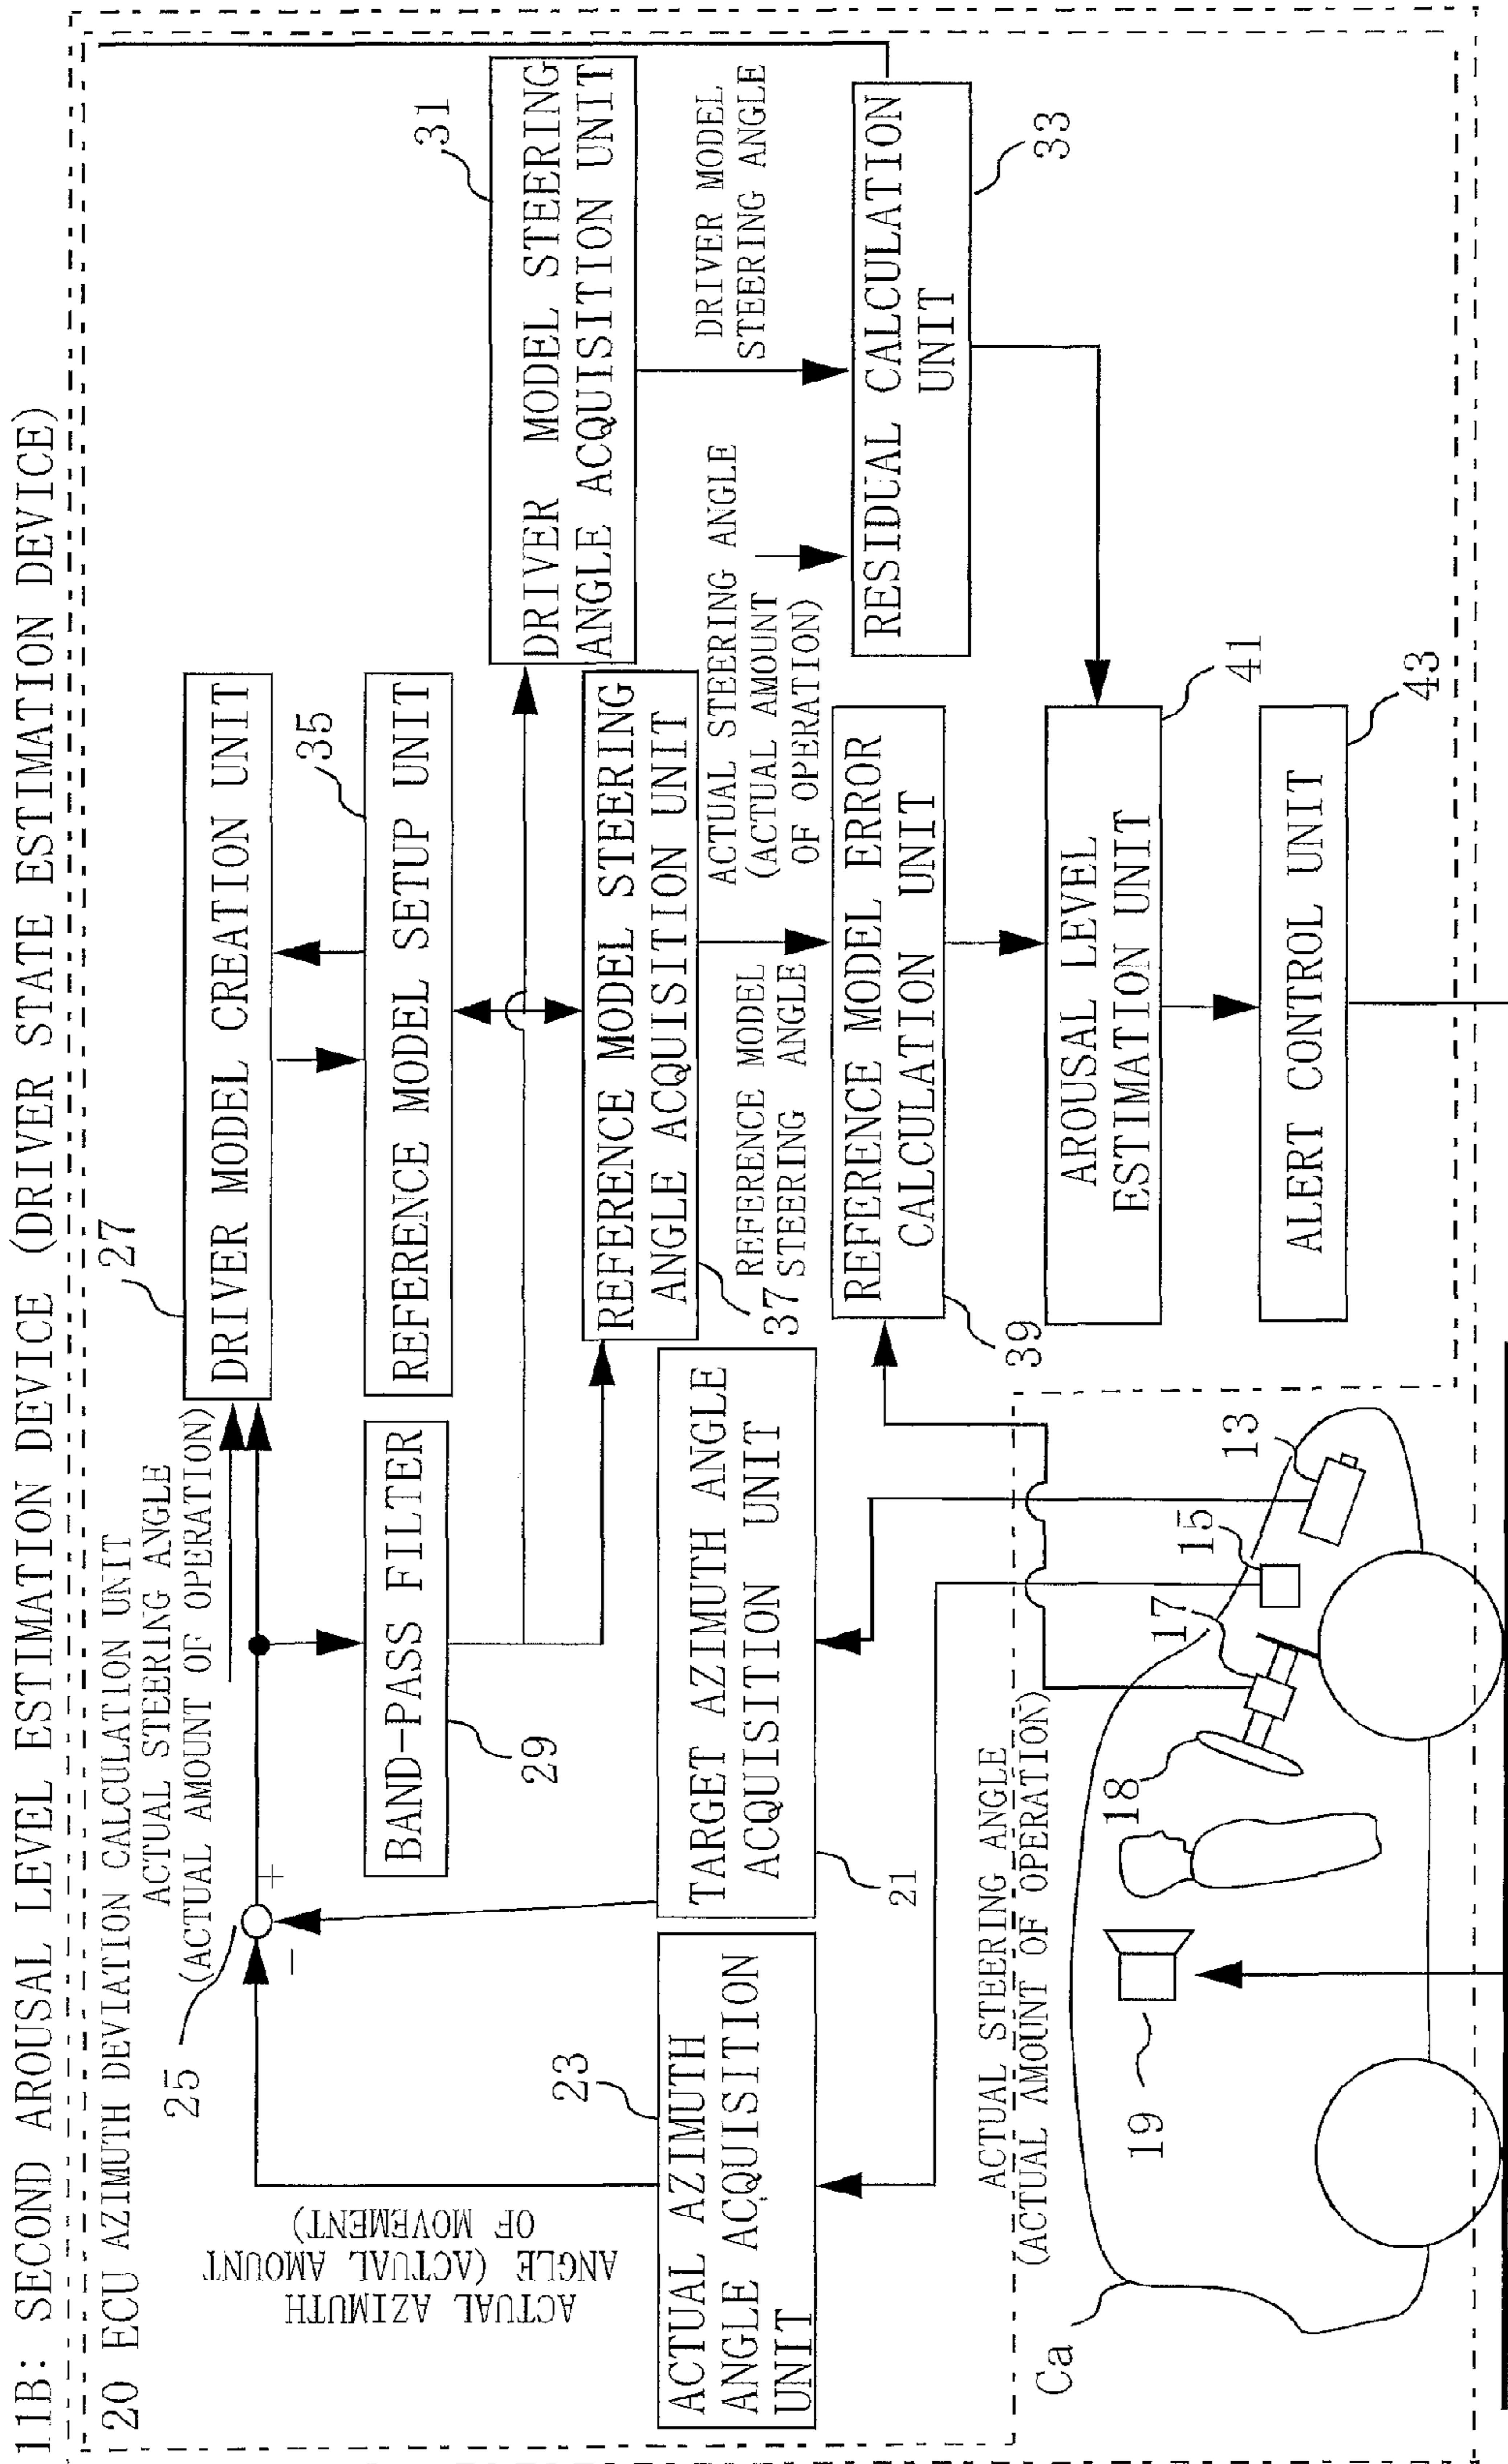 11B: SECOND AROUSAL LEVEL ESTIMATION DEVICE (DRIVER STATE ESTIMATION DEVICE)
20 ECU AZIMUTH DEVIATION CALCULATION UNIT
25
ACTUAL STEERING ANGLE
(ACTUAL AMOUNT OF OPERATION)
+
-
27
DRIVER MODEL CREATION UNIT
ACTUAL AZIMUTH
ANGLE (ACTUAL AMOUNT
OF MOVEMENT)
BAND-PASS FILTER
29
REFERENCE MODEL SETUP UNIT
35
31
DRIVER MODEL STEERING
ANGLE ACQUISITION UNIT
23
ACTUAL AZIMUTH
ANGLE ACQUISITION
UNIT
TARGET AZIMUTH ANGLE
ACQUISITION UNIT
21
REFERENCE MODEL STEERING
ANGLE ACQUISITION UNIT
37
REFERENCE MODEL
STEERING ANGLE
ACTUAL STEERING ANGLE
(ACTUAL AMOUNT
OF OPERATION)
DRIVER MODEL
STEERING ANGLE
REFERENCE MODEL ERROR
CALCULATION UNIT
39
RESIDUAL CALCULATION
UNIT
33
ACTUAL STEERING ANGLE
(ACTUAL AMOUNT OF OPERATION)
AROUSAL LEVEL
ESTIMATION UNIT
41
ALERT CONTROL UNIT
43
Ca
19
18
17
15
13